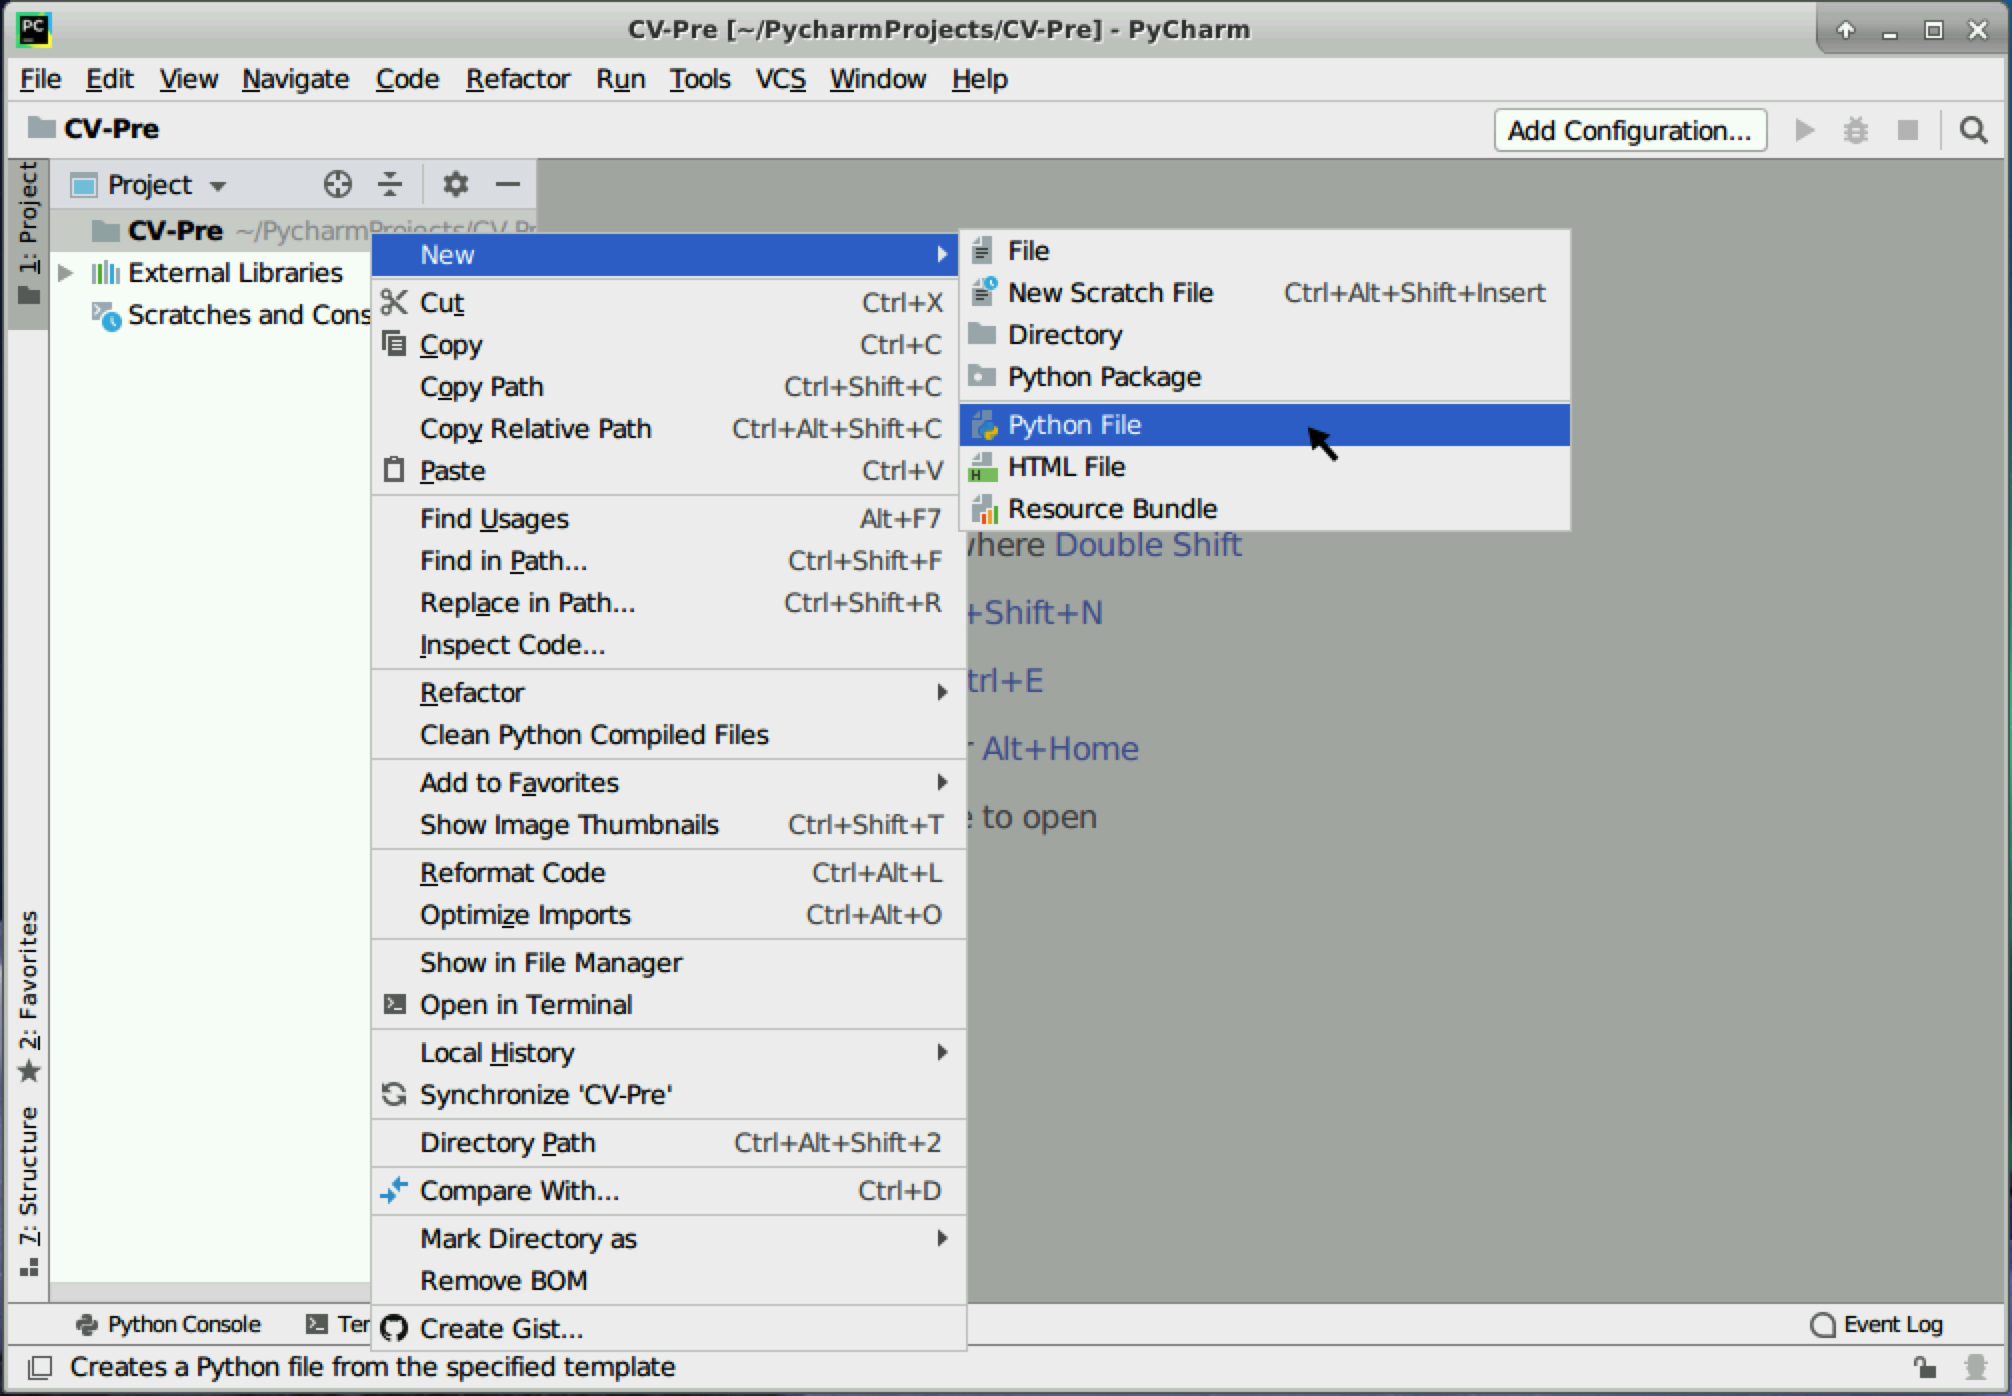 PC
CV-Pre [~/PycharmProjects/CV-Pre] - PyCharm
File Edit View Navigate Code Refactor Run Tools VCS Window Help
CV-Pre
Add Configuration...
1: Project
Project
CV-Pre ~/PycharmProjects/CV-Pr
External Libraries
Scratches and Cons
New
Cut Ctrl+X
Copy Ctrl+C
Copy Path Ctrl+Shift+C
Copy Relative Path Ctrl+Alt+Shift+C
Paste Ctrl+V
Find Usages Alt+F7
Find in Path... Ctrl+Shift+F
Replace in Path... Ctrl+Shift+R
Inspect Code...
Refactor
Clean Python Compiled Files
Add to Favorites
Show Image Thumbnails Ctrl+Shift+T
Reformat Code Ctrl+Alt+L
Optimize Imports Ctrl+Alt+O
Show in File Manager
Open in Terminal
Local History
Synchronize 'CV-Pre'
Directory Path Ctrl+Alt+Shift+2
Compare With... Ctrl+D
Mark Directory as
Remove BOM
Create Gist...
File
New Scratch File Ctrl+Alt+Shift+Insert
Directory
Python Package
Python File
HTML File
Resource Bundle
where Double Shift
+Shift+N
trl+E
r Alt+Home
e to open
2: Favorites
7: Structure
Python Console
Ter
Event Log
Creates a Python file from the specified template